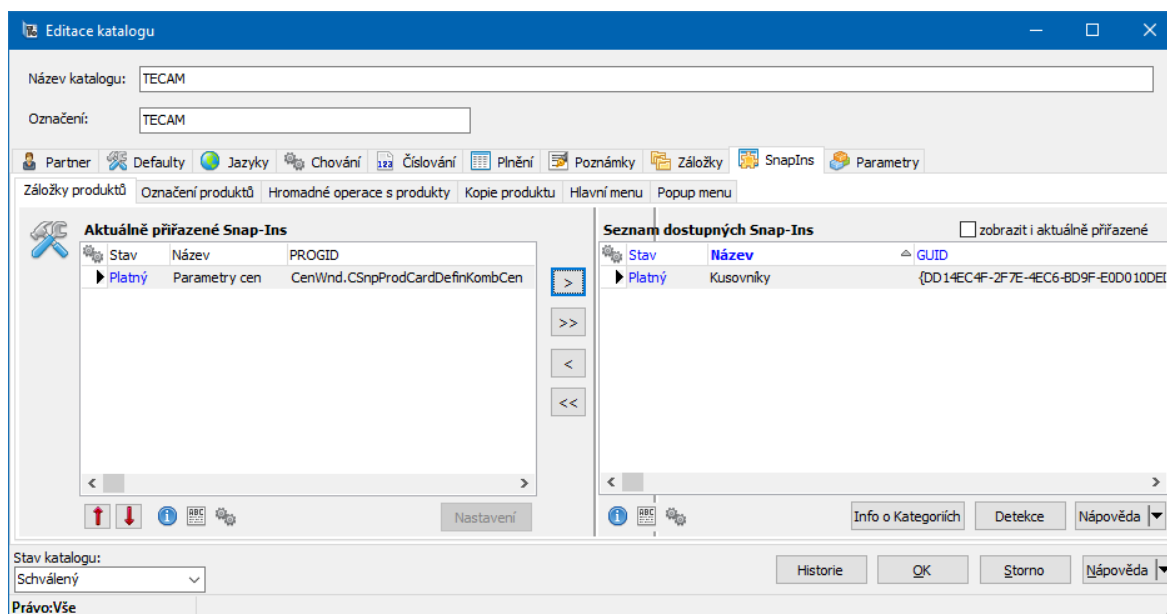 Editace katalogu
Název katalogu: TECAM
Označení: TECAM
Partner Defaulty Jazyky Chování Číslování Plnění Poznámky Záložky SnapIns Parametry
Záložky produktů Označení produktů Hromadné operace s produkty Kopie produktu Hlavní menu Popup menu
Aktuálně přiřazené Snap-Ins Seznam dostupných Snap-Ins zobrazit i aktuálně přiřazené
Stav Název PROGID Stav Název GUID
Platný Parametry cen CenWnd.CSnpProdCardDefinKombCen > Platný Kusovníky {DD14EC4F-2F7E-4EC6-BD9F-E0D010DED
>>
<
<<
Nastavení Info o Kategoriích Detekce Nápověda
Stav katalogu:
Schválený Historie OK Storno Nápověda
Právo:Vše